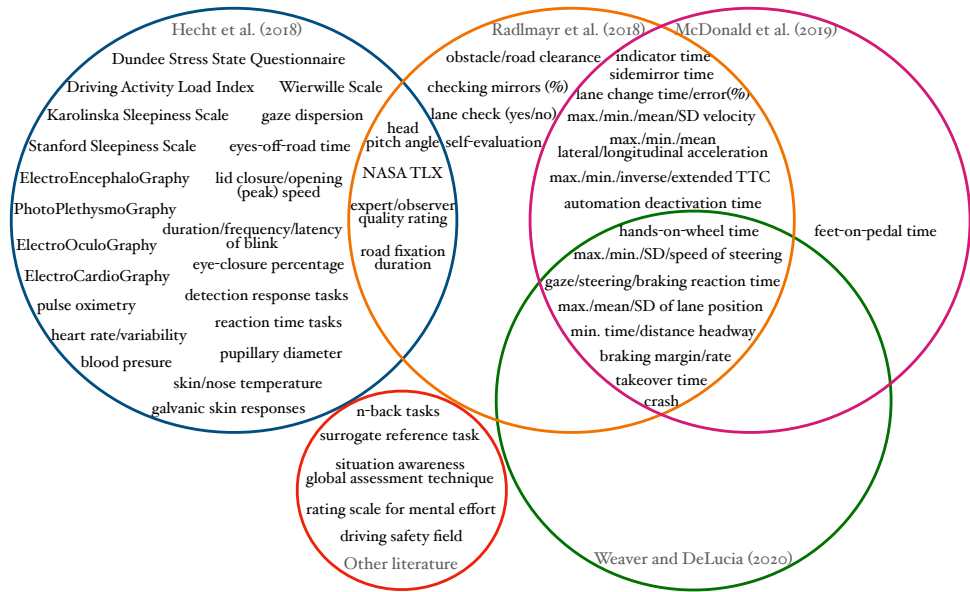 Hecht et al. (2018)
Dundee Stress State Questionnaire
Driving Activity Load Index
Wierwille Scale
Karolinska Sleepiness Scale
gaze dispersion
Stanford Sleepiness Scale
eyes-off-road time
ElectroEncephaloGraphy
lid closure/opening
(peak) speed
PhotoPlethysmoGraphy
duration/frequency/latency
of blink
ElectroOculoGraphy
eye-closure percentage
ElectroCardioGraphy
detection response tasks
pulse oximetry
reaction time tasks
heart rate/variability
pupillary diameter
blood presure
skin/nose temperature
galvanic skin responses
head
pitch angle
NASA TLX
expert/observer
quality rating
road fixation
duration
Radlmayr et al. (2018)
obstacle/road clearance
checking mirrors (%)
lane check (yes/no)
self-evaluation
McDonald et al. (2019)
indicator time
sidemirror time
lane change time/error(%)
max./min./mean/SD velocity
max./min./mean
lateral/longitudinal acceleration
max./min./inverse/extended TTC
automation deactivation time
hands-on-wheel time
max./min./SD/speed of steering
gaze/steering/braking reaction time
max./mean/SD of lane position
min. time/distance headway
braking margin/rate
takeover time
crash
feet-on-pedal time
n-back tasks
surrogate reference task
situation awareness
global assessment technique
rating scale for mental effort
driving safety field
Other literature
Weaver and DeLucia (2020)